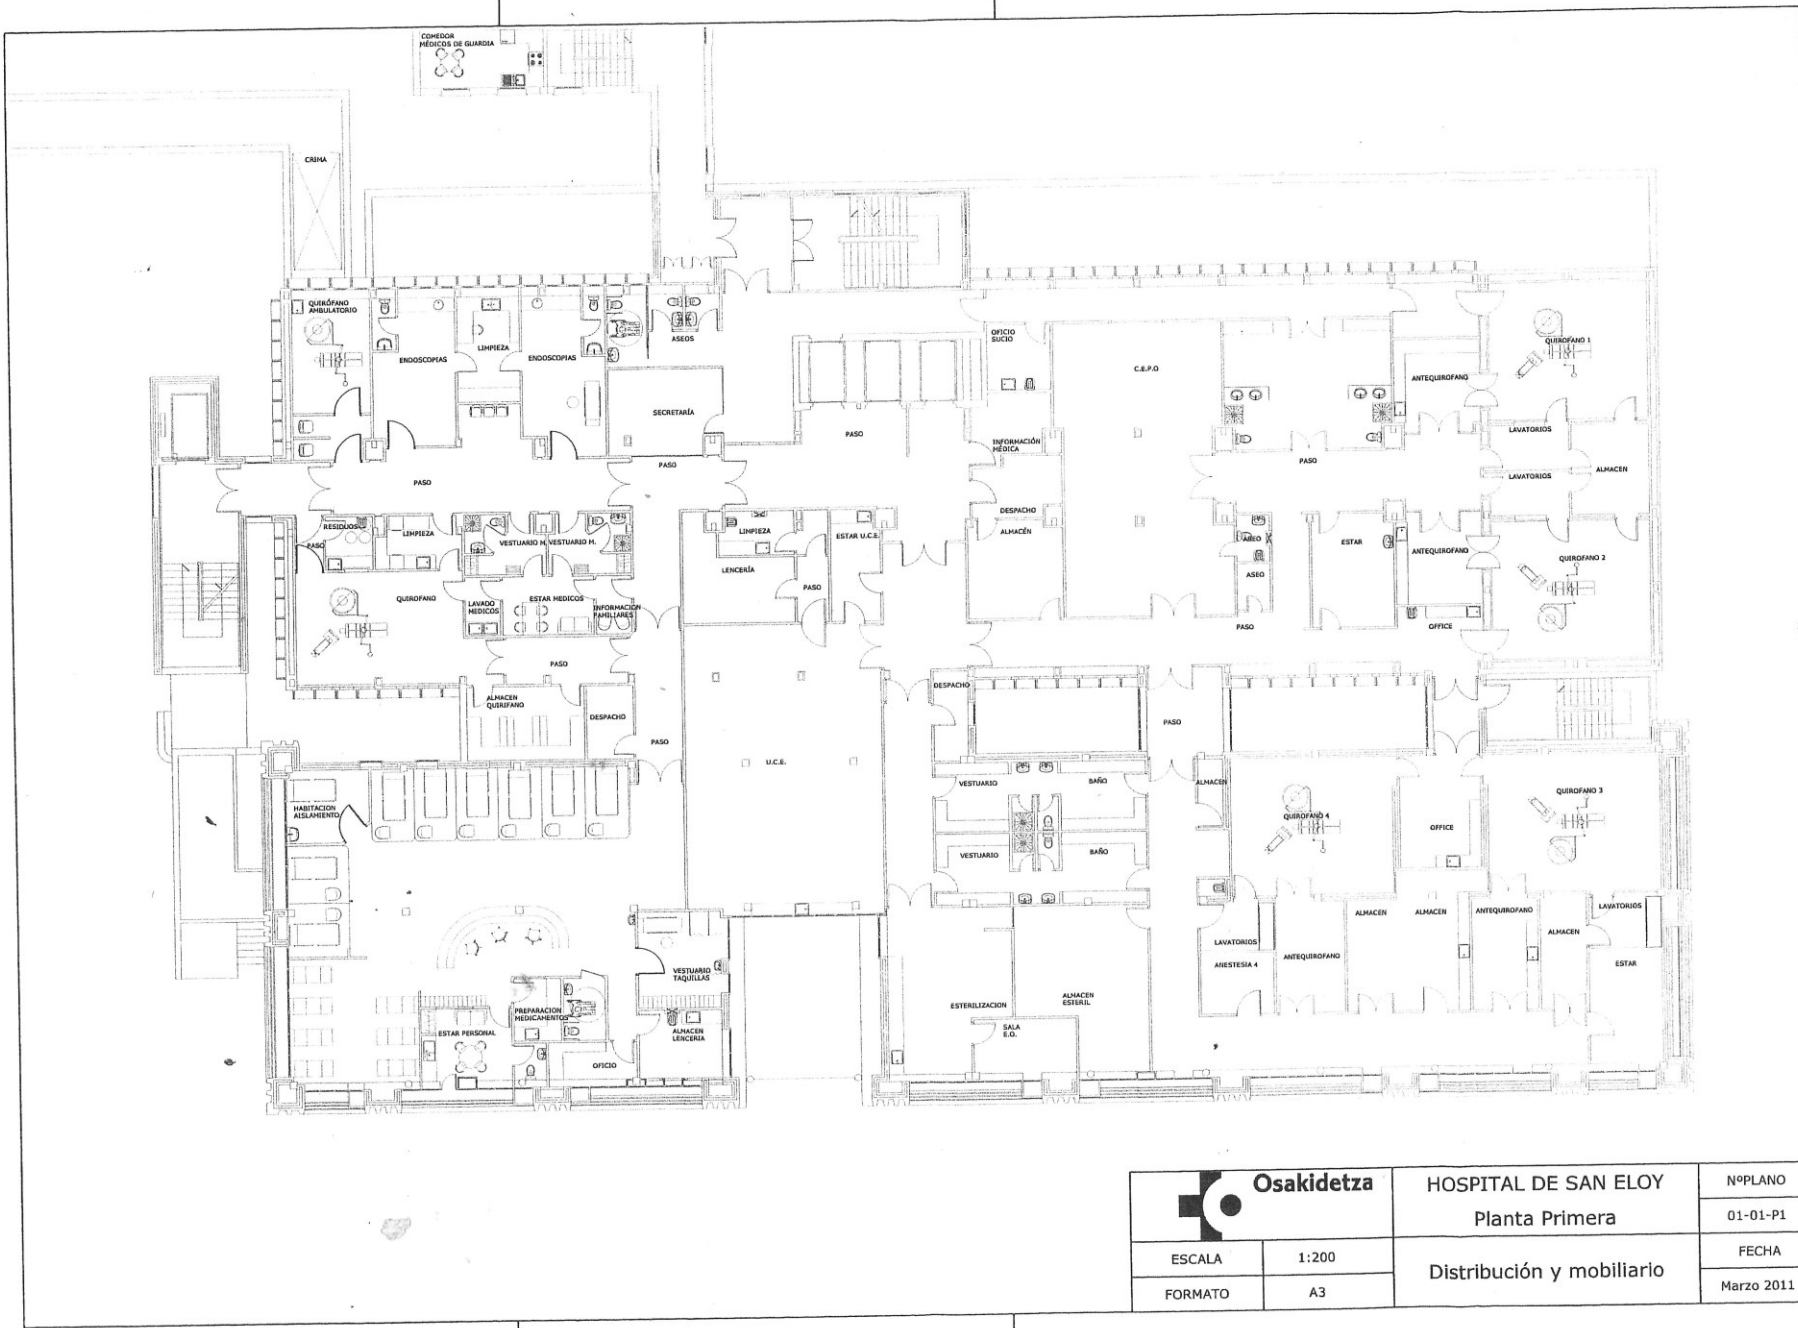 COMEDOR
MÉDICOS DE GUARDIA
CRIMA
QUIRÓFANO
AMBULATORIO
ENDOSCOPIAS
LIMPIEZA
ENDOSCOPIAS
ASEOS
SECRETARÍA
PASO
OFICIO
SUCIO
C.E.P.O
ANTEQUIROFANO
QUIROFANO 1
INFORMACIÓN
MÉDICA
LAVATORIOS
PASO
PASO
PASO
LAVATORIOS
ALMACEN
DESPACHO
RESIDUOS
PASO
LIMPIEZA
VESTUARIO M.
VESTUARIO M.
LIMPIEZA
ESTAR U.C.E.
ALMACÉN
ASEO
ESTAR
ANTEQUIROFANO
QUIROFANO 2
LENCERÍA
PASO
ASEO
QUIROFANO
LAVADO
MEDICOS
ESTAR MEDICOS
INFORMACION
FAMILIARES
PASO
OFFICE
PASO
ALMACEN
QUIRIFANO
DESPACHO
DESPACHO
PASO
PASO
U.C.E.
VESTUARIO
BAÑO
ALMACEN
HABITACION
AISLAMIENTO
QUIROFANO 4
OFFICE
QUIROFANO 3
VESTUARIO
BAÑO
ALMACEN
ALMACEN
ANTEQUIROFANO
LAVATORIOS
ALMACEN
LAVATORIOS
ANESTESIA 4
ANTEQUIROFANO
ESTAR
VESTUARIO
TAQUILLAS
ESTERILIZACION
ALMACEN
ESTERIL
PREPARACION
MEDICAMENTOS
ESTAR PERSONAL
ALMACEN
LENCERIA
SALA
E.O.
OFICIO
Osakidetza
HOSPITAL DE SAN ELOY
Planta Primera
NºPLANO
01-01-P1
ESCALA
1:200
Distribución y mobiliario
FECHA
FORMATO
A3
Marzo 2011